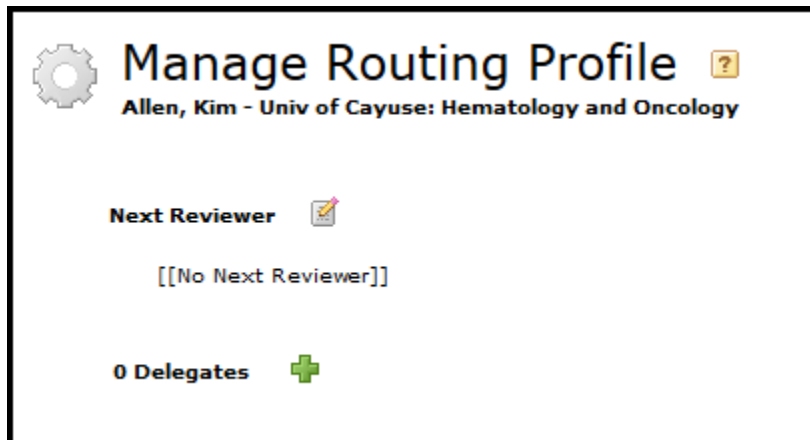 Manage Routing Profile ?
Allen, Kim - Univ of Cayuse: Hematology and Oncology
Next Reviewer
[[No Next Reviewer]]
0 Delegates